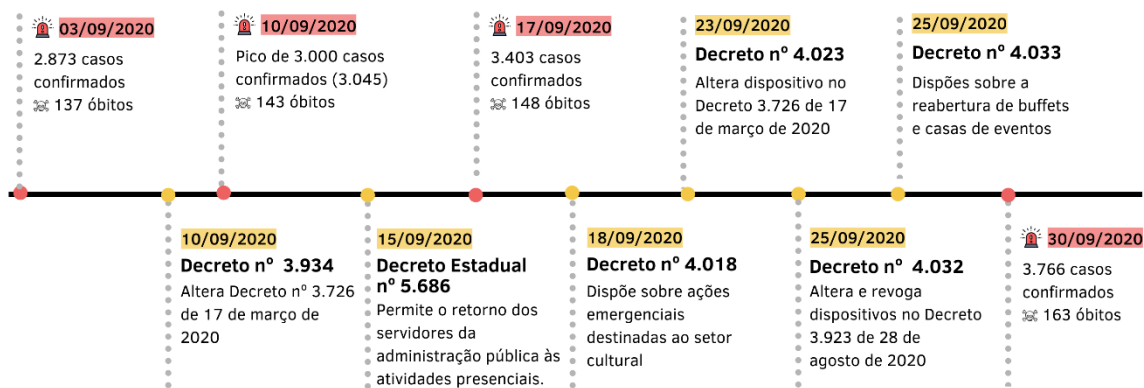 03/09/2020
2.873 casos
confirmados
137 óbitos
10/09/2020
Pico de 3.000 casos
confirmados (3.045)
143 óbitos
17/09/2020
3.403 casos
confirmados
148 óbitos
23/09/2020
Decreto nº 4.023
Altera dispositivo no
Decreto 3.726 de 17
de março de 2020
25/09/2020
Decreto nº 4.033
Dispões sobre a
reabertura de buffets
e casas de eventos
10/09/2020
Decreto nº 3.934
Altera Decreto nº 3.726
de 17 de março de
2020
15/09/2020
Decreto Estadual
nº 5.686
Permite o retorno dos
servidores da
administração pública às
atividades presenciais.
18/09/2020
Decreto nº 4.018
Dispõe sobre ações
emergenciais
destinadas ao setor
cultural
25/09/2020
Decreto nº 4.032
Altera e revoga
dispositivos no Decreto
3.923 de 28 de
agosto de 2020
30/09/2020
3.766 casos
confirmados
163 óbitos